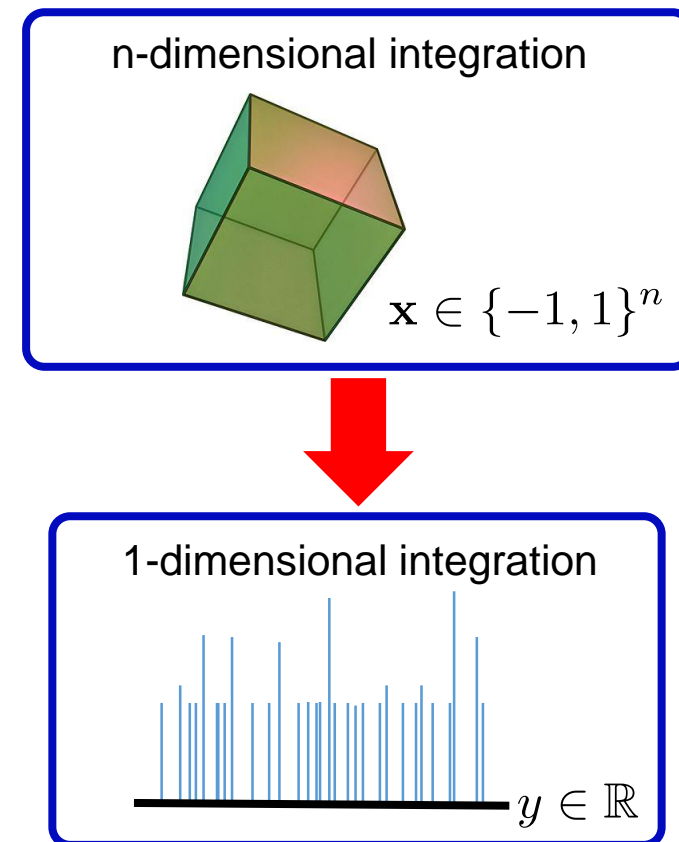 n-dimensional integration
𝐱 ∈ {−1, 1}ⁿ
1-dimensional integration
y ∈ ℝ